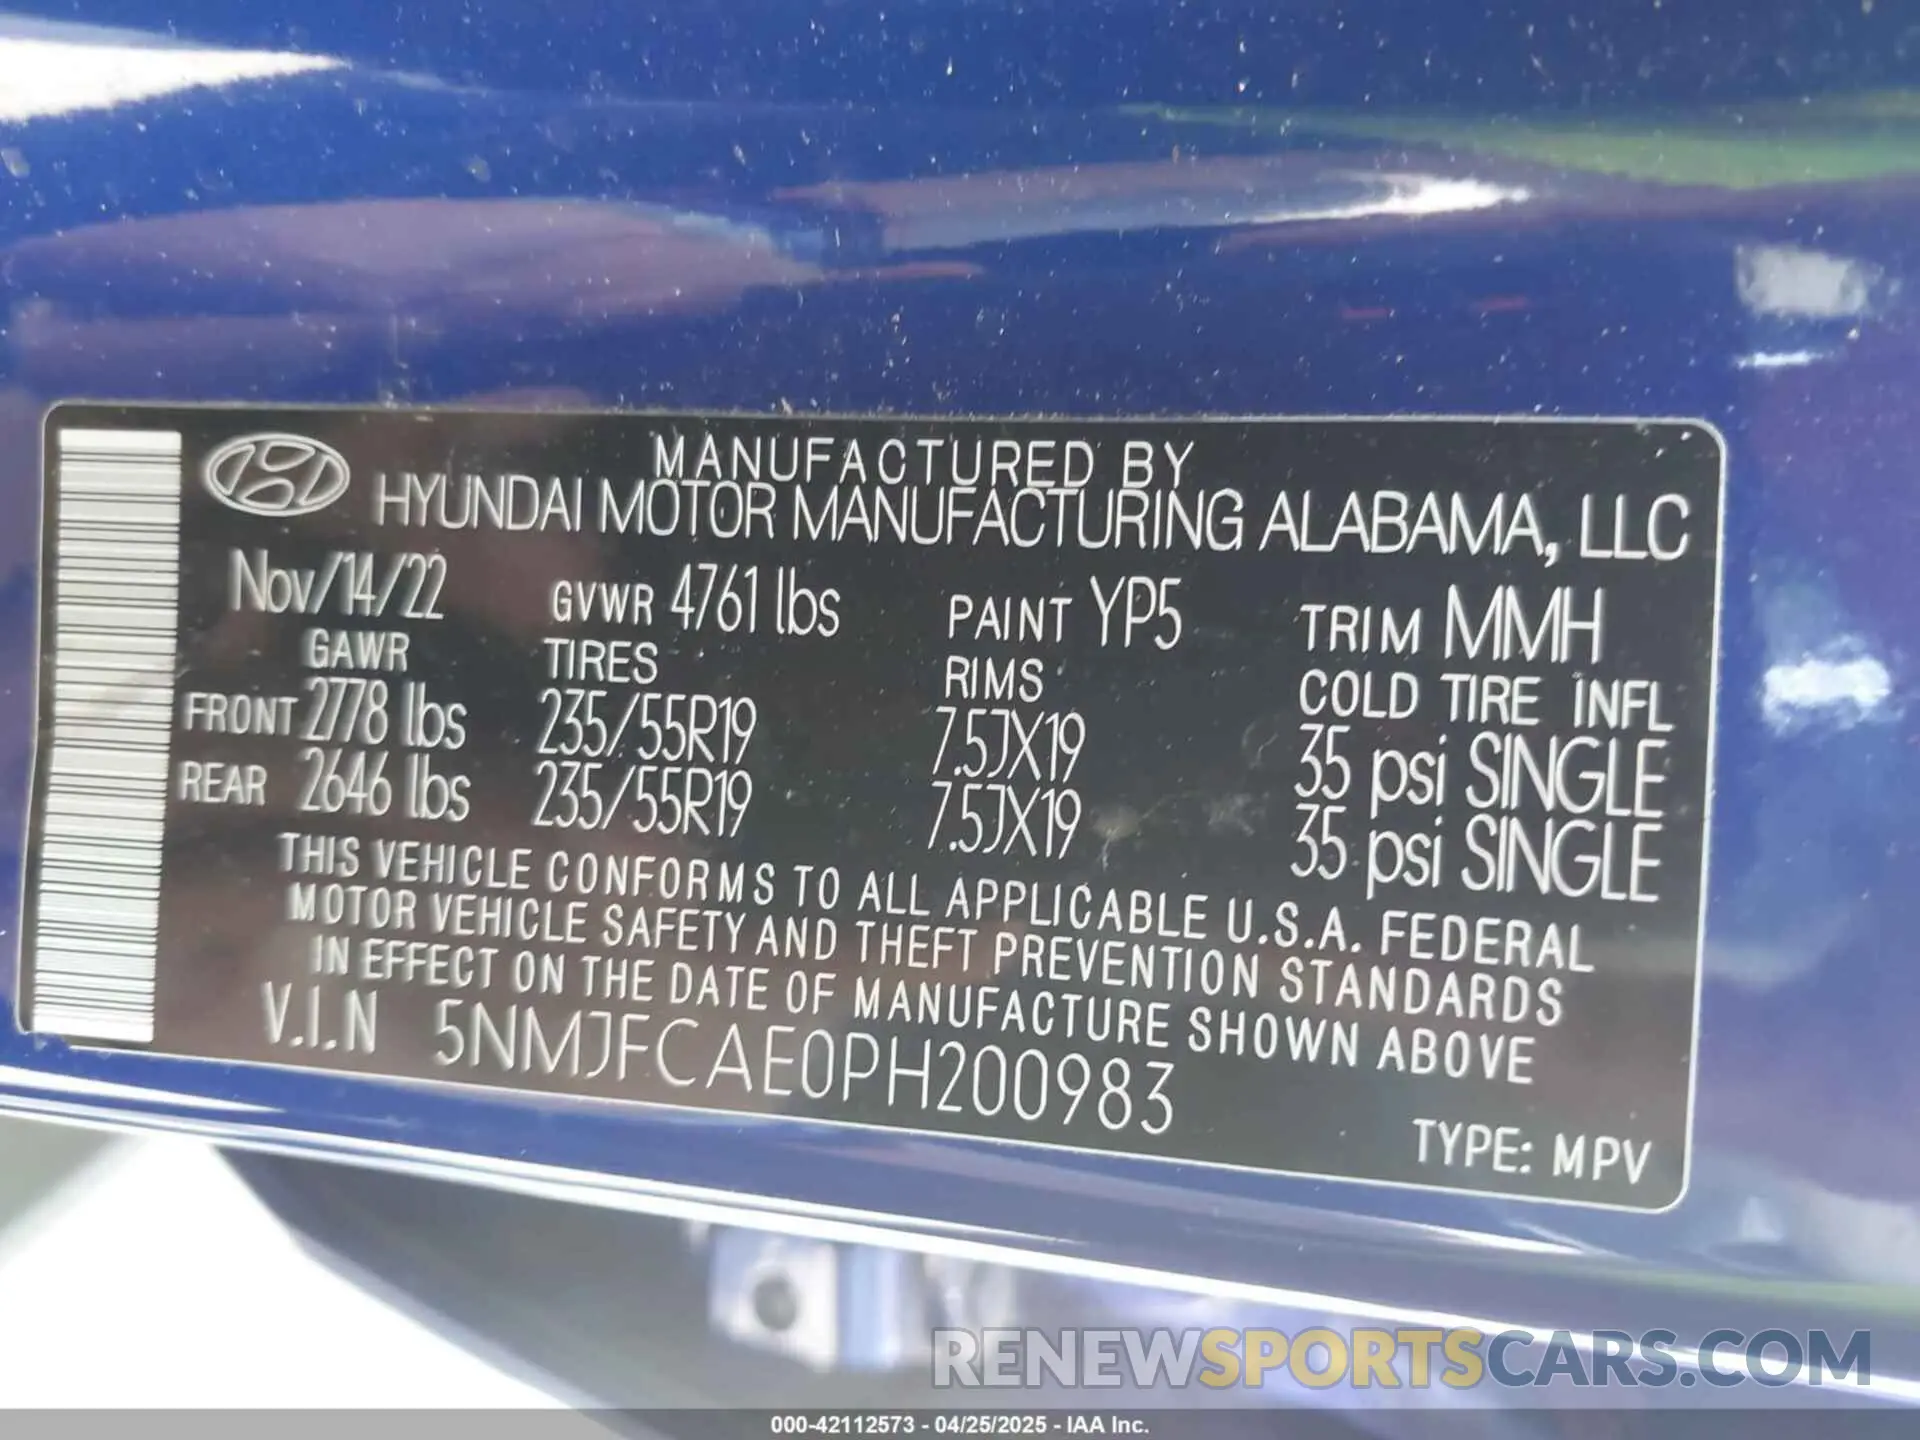 MANUFACTURED BY
HYUNDAI MOTOR MANUFACTURING ALABAMA, LLC
Nov/14/22 GVWR 4761 lbs PAINT YP5 TRIM MMH
GAWR TIRES RIMS COLD TIRE INFL
FRONT 2778 lbs 235/55R19 7.5JX19 35 psi SINGLE
REAR 2646 lbs 235/55R19 7.5JX19 35 psi SINGLE
THIS VEHICLE CONFORMS TO ALL APPLICABLE U.S.A. FEDERAL
MOTOR VEHICLE SAFETY AND THEFT PREVENTION STANDARDS
IN EFFECT ON THE DATE OF MANUFACTURE SHOWN ABOVE
V.I.N 5NMJFCAE0PH200983
TYPE: MPV
RENEWSPORTSCARS.COM
000-42112573 - 04/25/2025 - IAA Inc.